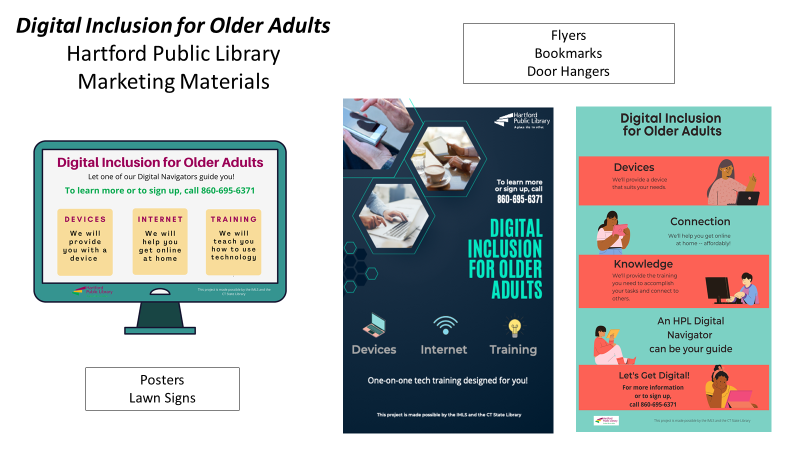 Digital Inclusion for Older Adults
Hartford Public Library
Marketing Materials
Flyers
Bookmarks
Door Hangers
Digital Inclusion for Older Adults
Let one of our Digital Navigators guide you!
To learn more or to sign up, call 860-695-6371
DEVICES
We will
provide
you with a
device
INTERNET
We will
help you
get online
at home
TRAINING
We will
teach you
how to use
technology
This project is made possible by the IMLS and the
CT State Library
Posters
Lawn Signs
Hartford
Public Library
To learn more
or sign up, call
860-695-6371
DIGITAL
INCLUSION
FOR OLDER
ADULTS
Devices
Internet
Training
One-on-one tech training designed for you!
This project is made possible by the IMLS and the CT State Library
Digital Inclusion
for Older Adults
Devices
We'll provide a device
that suits your needs.
Connection
We'll help you get online
at home – affordably!
Knowledge
We'll provide the training
you need to accomplish
your tasks and connect to
others.
An HPL Digital
Navigator
can be your guide
Let's Get Digital!
For more information
or to sign up,
call 860-695-6371
This project is made possible by the IMLS and the CT State Library